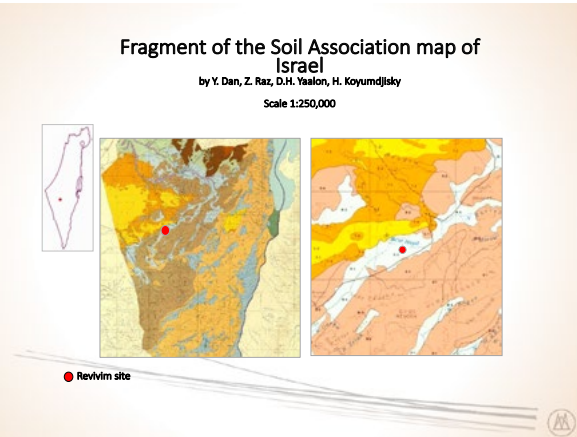 Fragment of the Soil Association map of
Israel
by Y. Dan, Z. Raz, D.H. Yaalon, H. Koyumdjisky
Scale 1:250,000
Revivim site